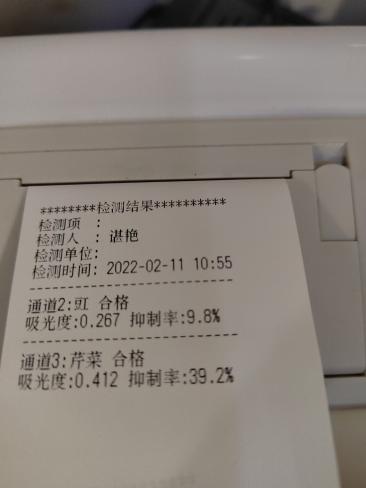 ********检测结果**********
检测项  :
检测人  : 谌艳
检测单位:
检测时间: 2022-02-11 10:55
--------------------------
通道2:豇 合格
吸光度:0.267 抑制率:9.8%
--------------------------
通道3:芹菜 合格
吸光度:0.412 抑制率:39.2%